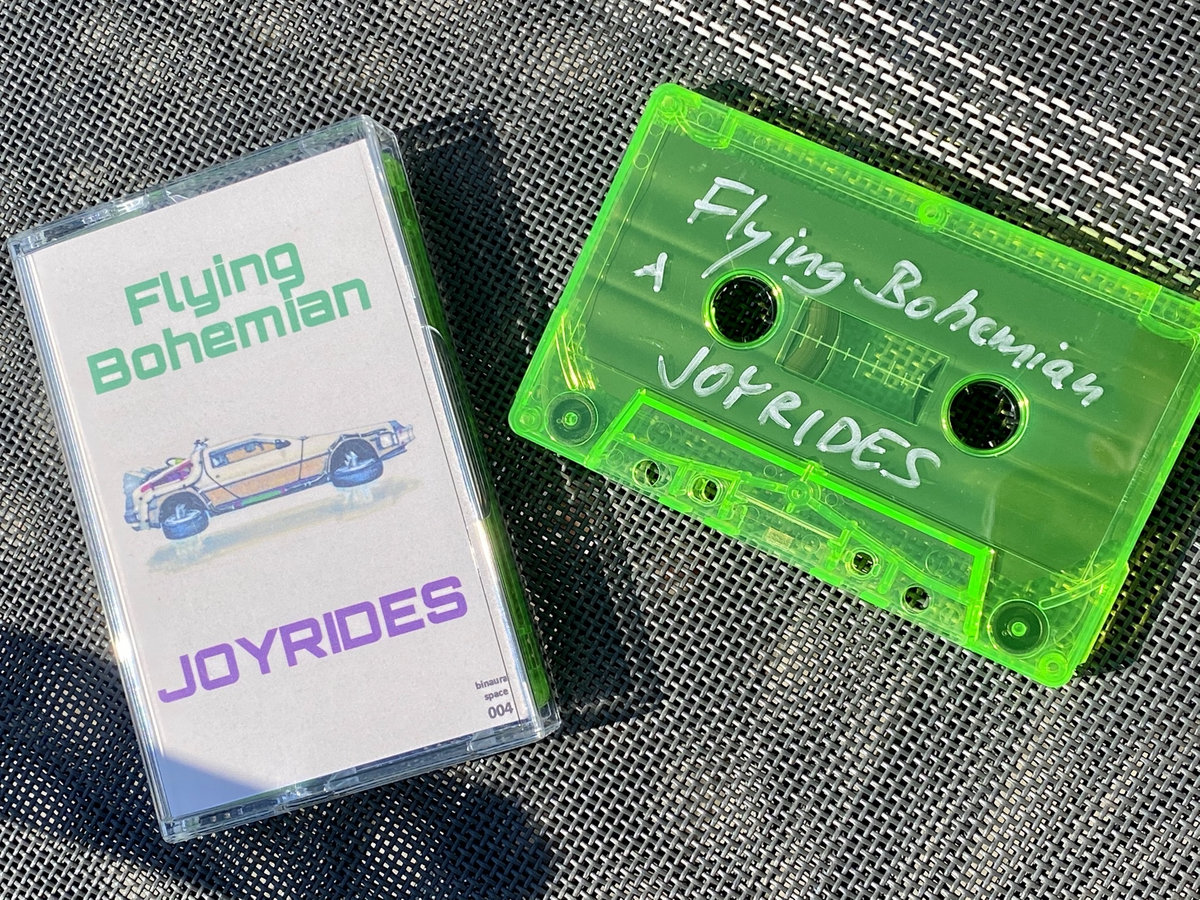 Flying
Bohemian
JOYRIDES
binaural
space
004
Flying Bohemian
A
JOYRIDES